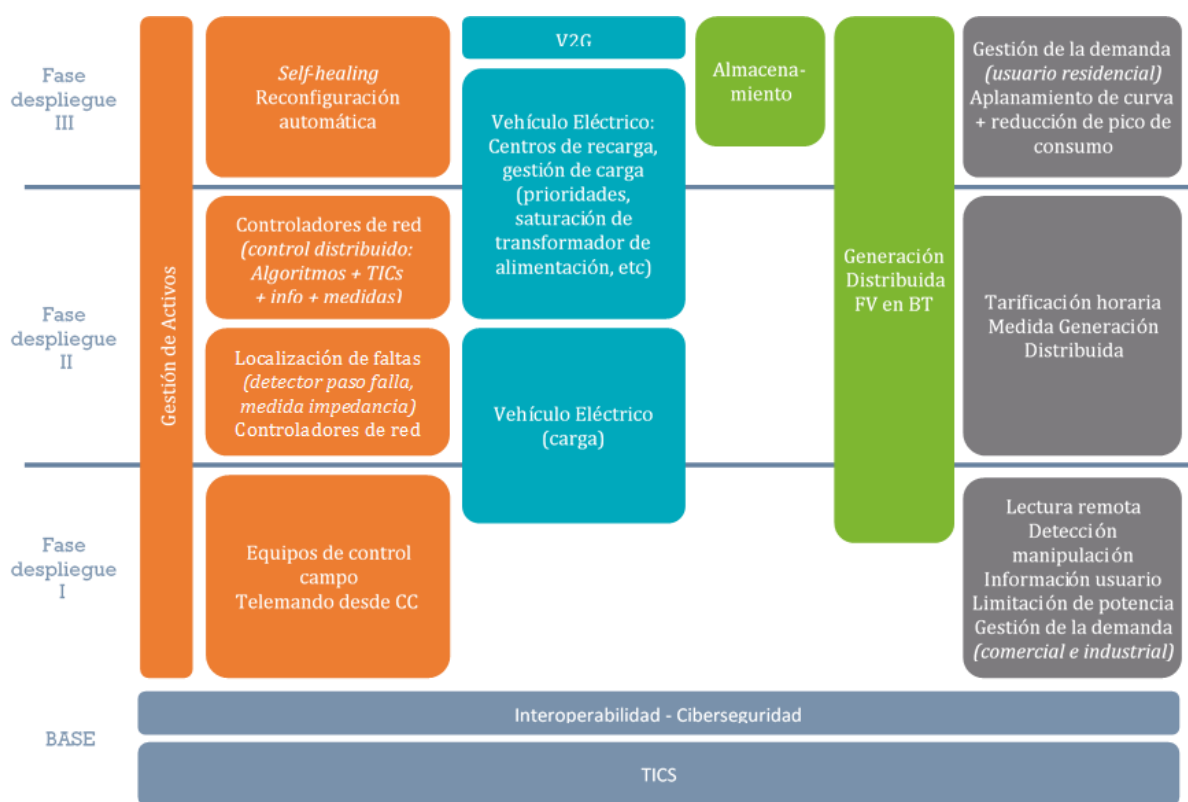 Fase
despliegue
III
Gestión de Activos
Self-healing
Reconfiguración
automática
V2G
Vehículo Eléctrico:
Centros de recarga,
gestión de carga
(prioridades,
saturación de
transformador de
alimentación, etc)
Almacena-
miento
Generación
Distribuida
FV en BT
Gestión de la demanda
(usuario residencial)
Aplanamiento de curva
+ reducción de pico de
consumo
Fase
despliegue
II
Controladores de red
(control distribuido:
Algoritmos + TICs
+ info + medidas)
Localización de faltas
(detector paso falla,
medida impedancia)
Controladores de red
Vehículo Eléctrico
(carga)
Tarificación horaria
Medida Generación
Distribuida
Fase
despliegue
I
Equipos de control
campo
Telemando desde CC
Lectura remota
Detección
manipulación
Información usuario
Limitación de potencia
Gestión de la demanda
(comercial e industrial)
BASE
Interoperabilidad - Ciberseguridad
TICS